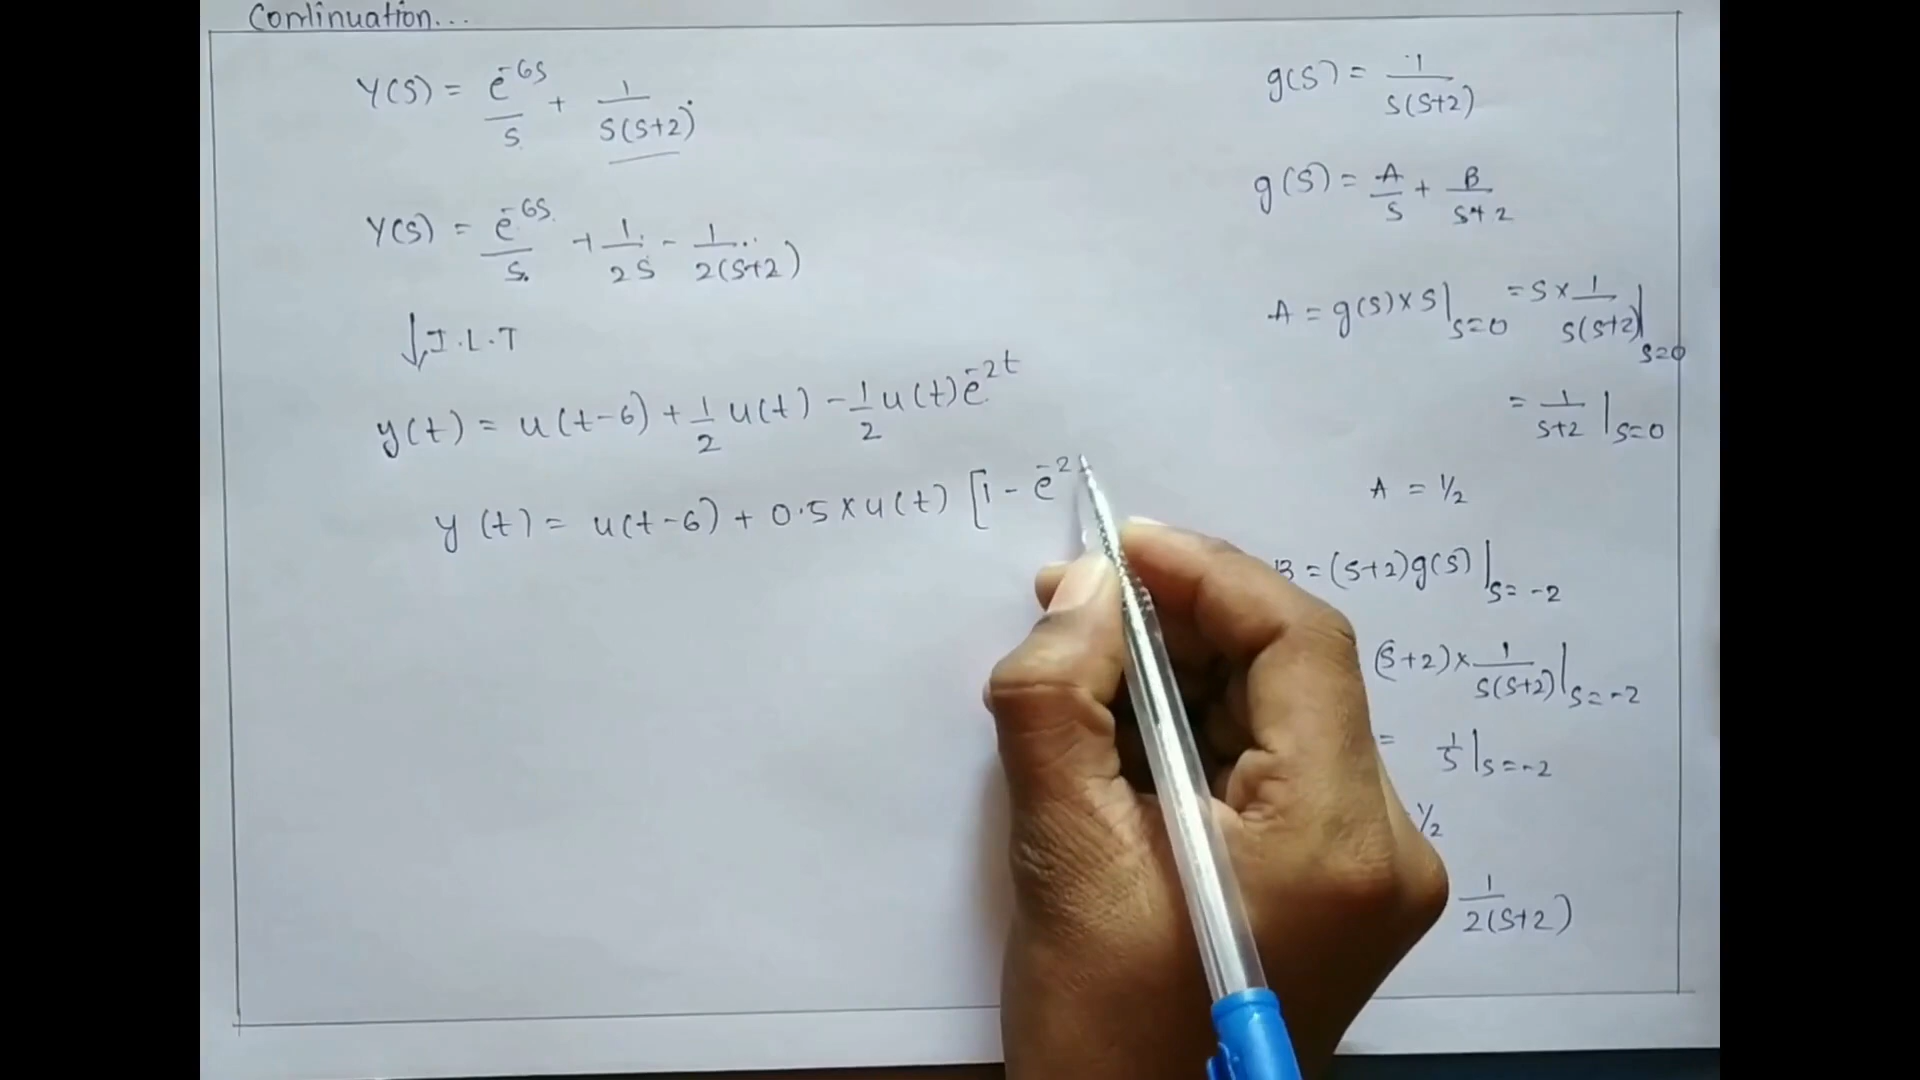 Continuation...
Y(S) = e^-6S/S + 1/S(S+2)
Y(S) = e^-6S/S + 1/2S - 1/2(S+2)
↓ I.L.T
y(t) = u(t-6) + 1/2 u(t) - 1/2 u(t) e^-2t
y(t) = u(t-6) + 0.5 × u(t) [1 - e^-2
g(S) = 1/S(S+2)
g(S) = A/S + B/S+2
A = g(S) × S|S=0 = S × 1/S(S+2)|S=0
= 1/S+2 |S=0
A = 1/2
B = (S+2)g(S)|S=-2
(S+2) × 1/S(S+2)|S=-2
= 1/S|S=-2
1/2
1/2(S+2)